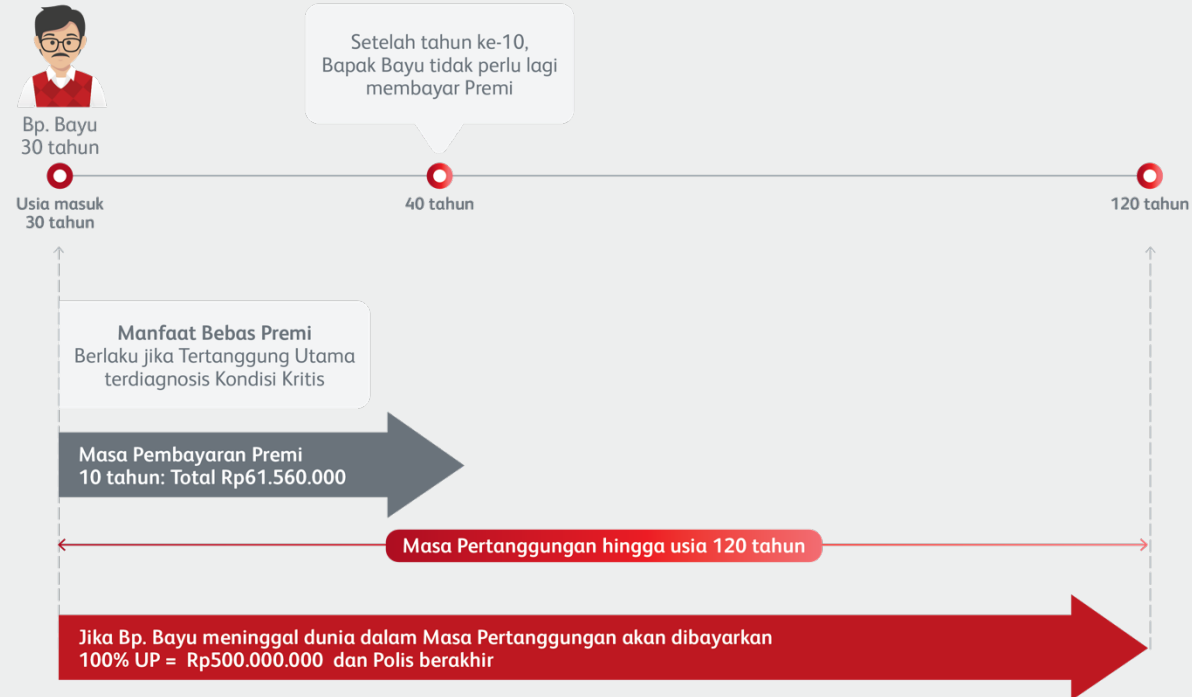 Setelah tahun ke-10,
Bapak Bayu tidak perlu lagi
membayar Premi
Bp. Bayu
30 tahun
Usia masuk
30 tahun
40 tahun
120 tahun
Manfaat Bebas Premi
Berlaku jika Tertanggung Utama
terdiagnosis Kondisi Kritis
Masa Pembayaran Premi
10 tahun: Total Rp61.560.000
Masa Pertanggungan hingga usia 120 tahun
Jika Bp. Bayu meninggal dunia dalam Masa Pertanggungan akan dibayarkan
100% UP = Rp500.000.000 dan Polis berakhir